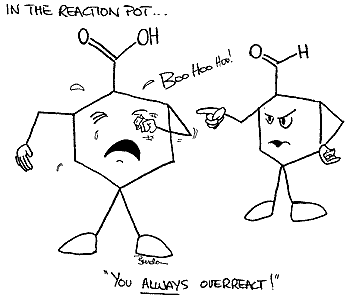 IN THE REACTION POT...
O
OH
O
H
BOO HOO HOO!
"YOU ALWAYS OVERREACT!"